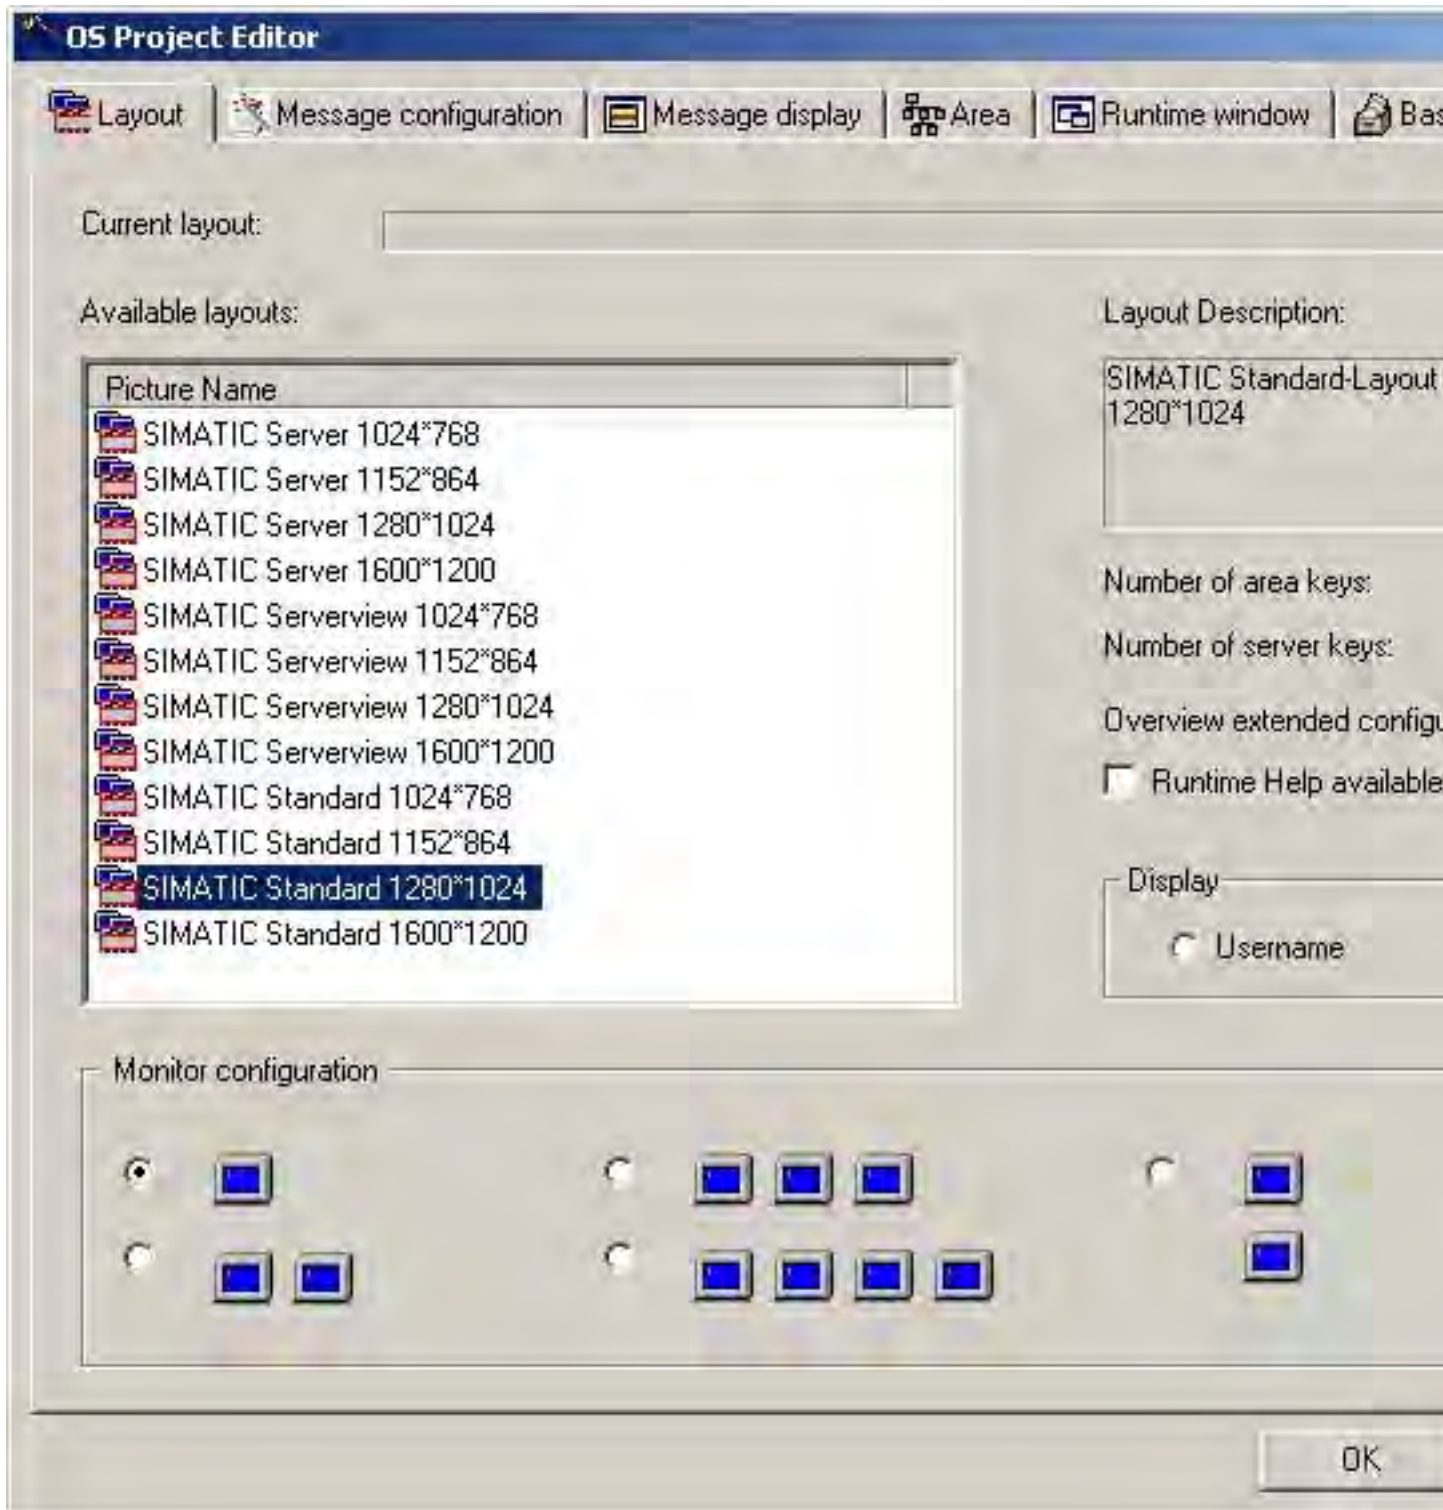 OS Project Editor
Layout Message configuration Message display Area Runtime window Bas
Current layout:
Available layouts:
Layout Description:
Picture Name
SIMATIC Server 1024*768
SIMATIC Server 1152*864
SIMATIC Server 1280*1024
SIMATIC Server 1600*1200
SIMATIC Serverview 1024*768
SIMATIC Serverview 1152*864
SIMATIC Serverview 1280*1024
SIMATIC Serverview 1600*1200
SIMATIC Standard 1024*768
SIMATIC Standard 1152*864
SIMATIC Standard 1280*1024
SIMATIC Standard 1600*1200
SIMATIC Standard-Layout
1280*1024
Number of area keys:
Number of server keys:
Overview extended configu
Runtime Help available
Display
Username
Monitor configuration
OK